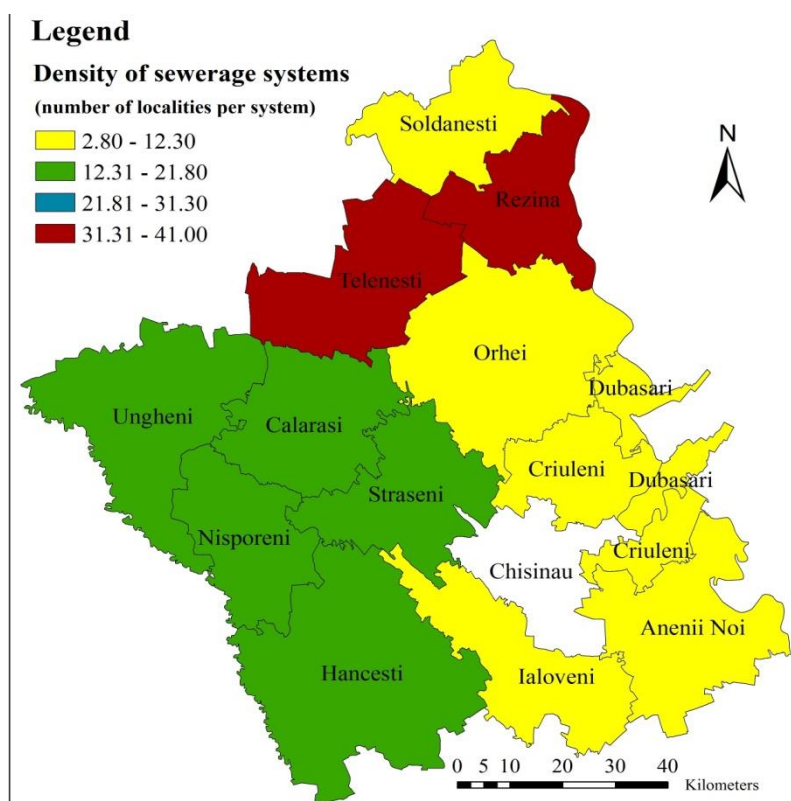 Legend
Density of sewerage systems
(number of localities per system)
2.80 - 12.30
12.31 - 21.80
21.81 - 31.30
31.31 - 41.00
N
Soldanesti
Rezina
Telenesti
Orhei
Dubasari
Ungheni
Calarasi
Criuleni
Dubasari
Straseni
Nisporeni
Chisinau
Criuleni
Anenii Noi
Hancesti
Ialoveni
0 5 10 20 30 40
Kilometers